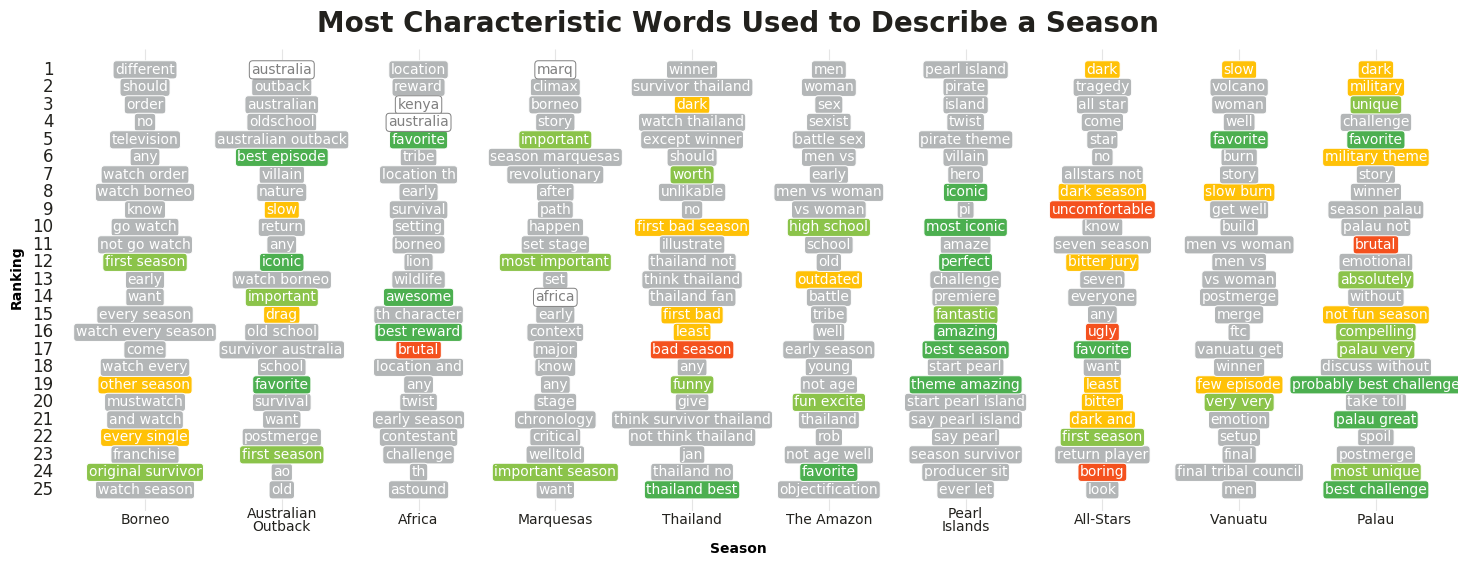 Most Characteristic Words Used to Describe a Season
Ranking
1 different australia location marq winner men pearl island dark slow dark
2 should outback reward climax survivor thailand woman pirate tragedy volcano military
3 order australian kenya borneo dark sex island all star woman unique
4 no oldschool australia story watch thailand sexist twist come well challenge
5 television australian outback favorite important except winner battle sex pirate theme star favorite favorite
6 any best episode tribe season marquesas should men vs villain no burn military theme
7 watch order villain location th revolutionary worth early hero allstars not story story
8 watch borneo nature early after unlikable men vs woman iconic dark season slow burn winner
9 know slow survival path no vs woman pi uncomfortable get well season palau
10 go watch return setting happen first bad season high school most iconic know build palau not
11 not go watch any borneo set stage illustrate school amaze seven season men vs woman brutal
12 first season iconic lion most important thailand not old perfect bitter jury men vs emotional
13 early watch borneo wildlife set think thailand outdated challenge seven vs woman absolutely
14 want important awesome africa thailand fan battle premiere everyone postmerge without
15 every season drag th character early first bad tribe fantastic any merge not fun season
16 watch every season old school best reward context least well amazing ugly ftc compelling
17 come survivor australia brutal major bad season early season best season favorite vanuatu get palau very
18 watch every school location and know any young start pearl want winner discuss without
19 other season favorite any any funny not age theme amazing least few episode probably best challenge
20 mustwatch survival twist stage give fun excite start pearl island bitter very very take toll
21 and watch want early season chronology think survivor thailand thailand say pearl island dark and emotion palau great
22 every single postmerge contestant critical not think thailand rob say pearl first season setup spoil
23 franchise first season challenge welltold jan not age well season survivor return player final postmerge
24 original survivor ao th important season thailand no favorite producer sit boring final tribal council most unique
25 watch season old astound want thailand best objectification ever let look men best challenge
Borneo Australian Outback Africa Marquesas Thailand The Amazon Pearl Islands All-Stars Vanuatu Palau
Season